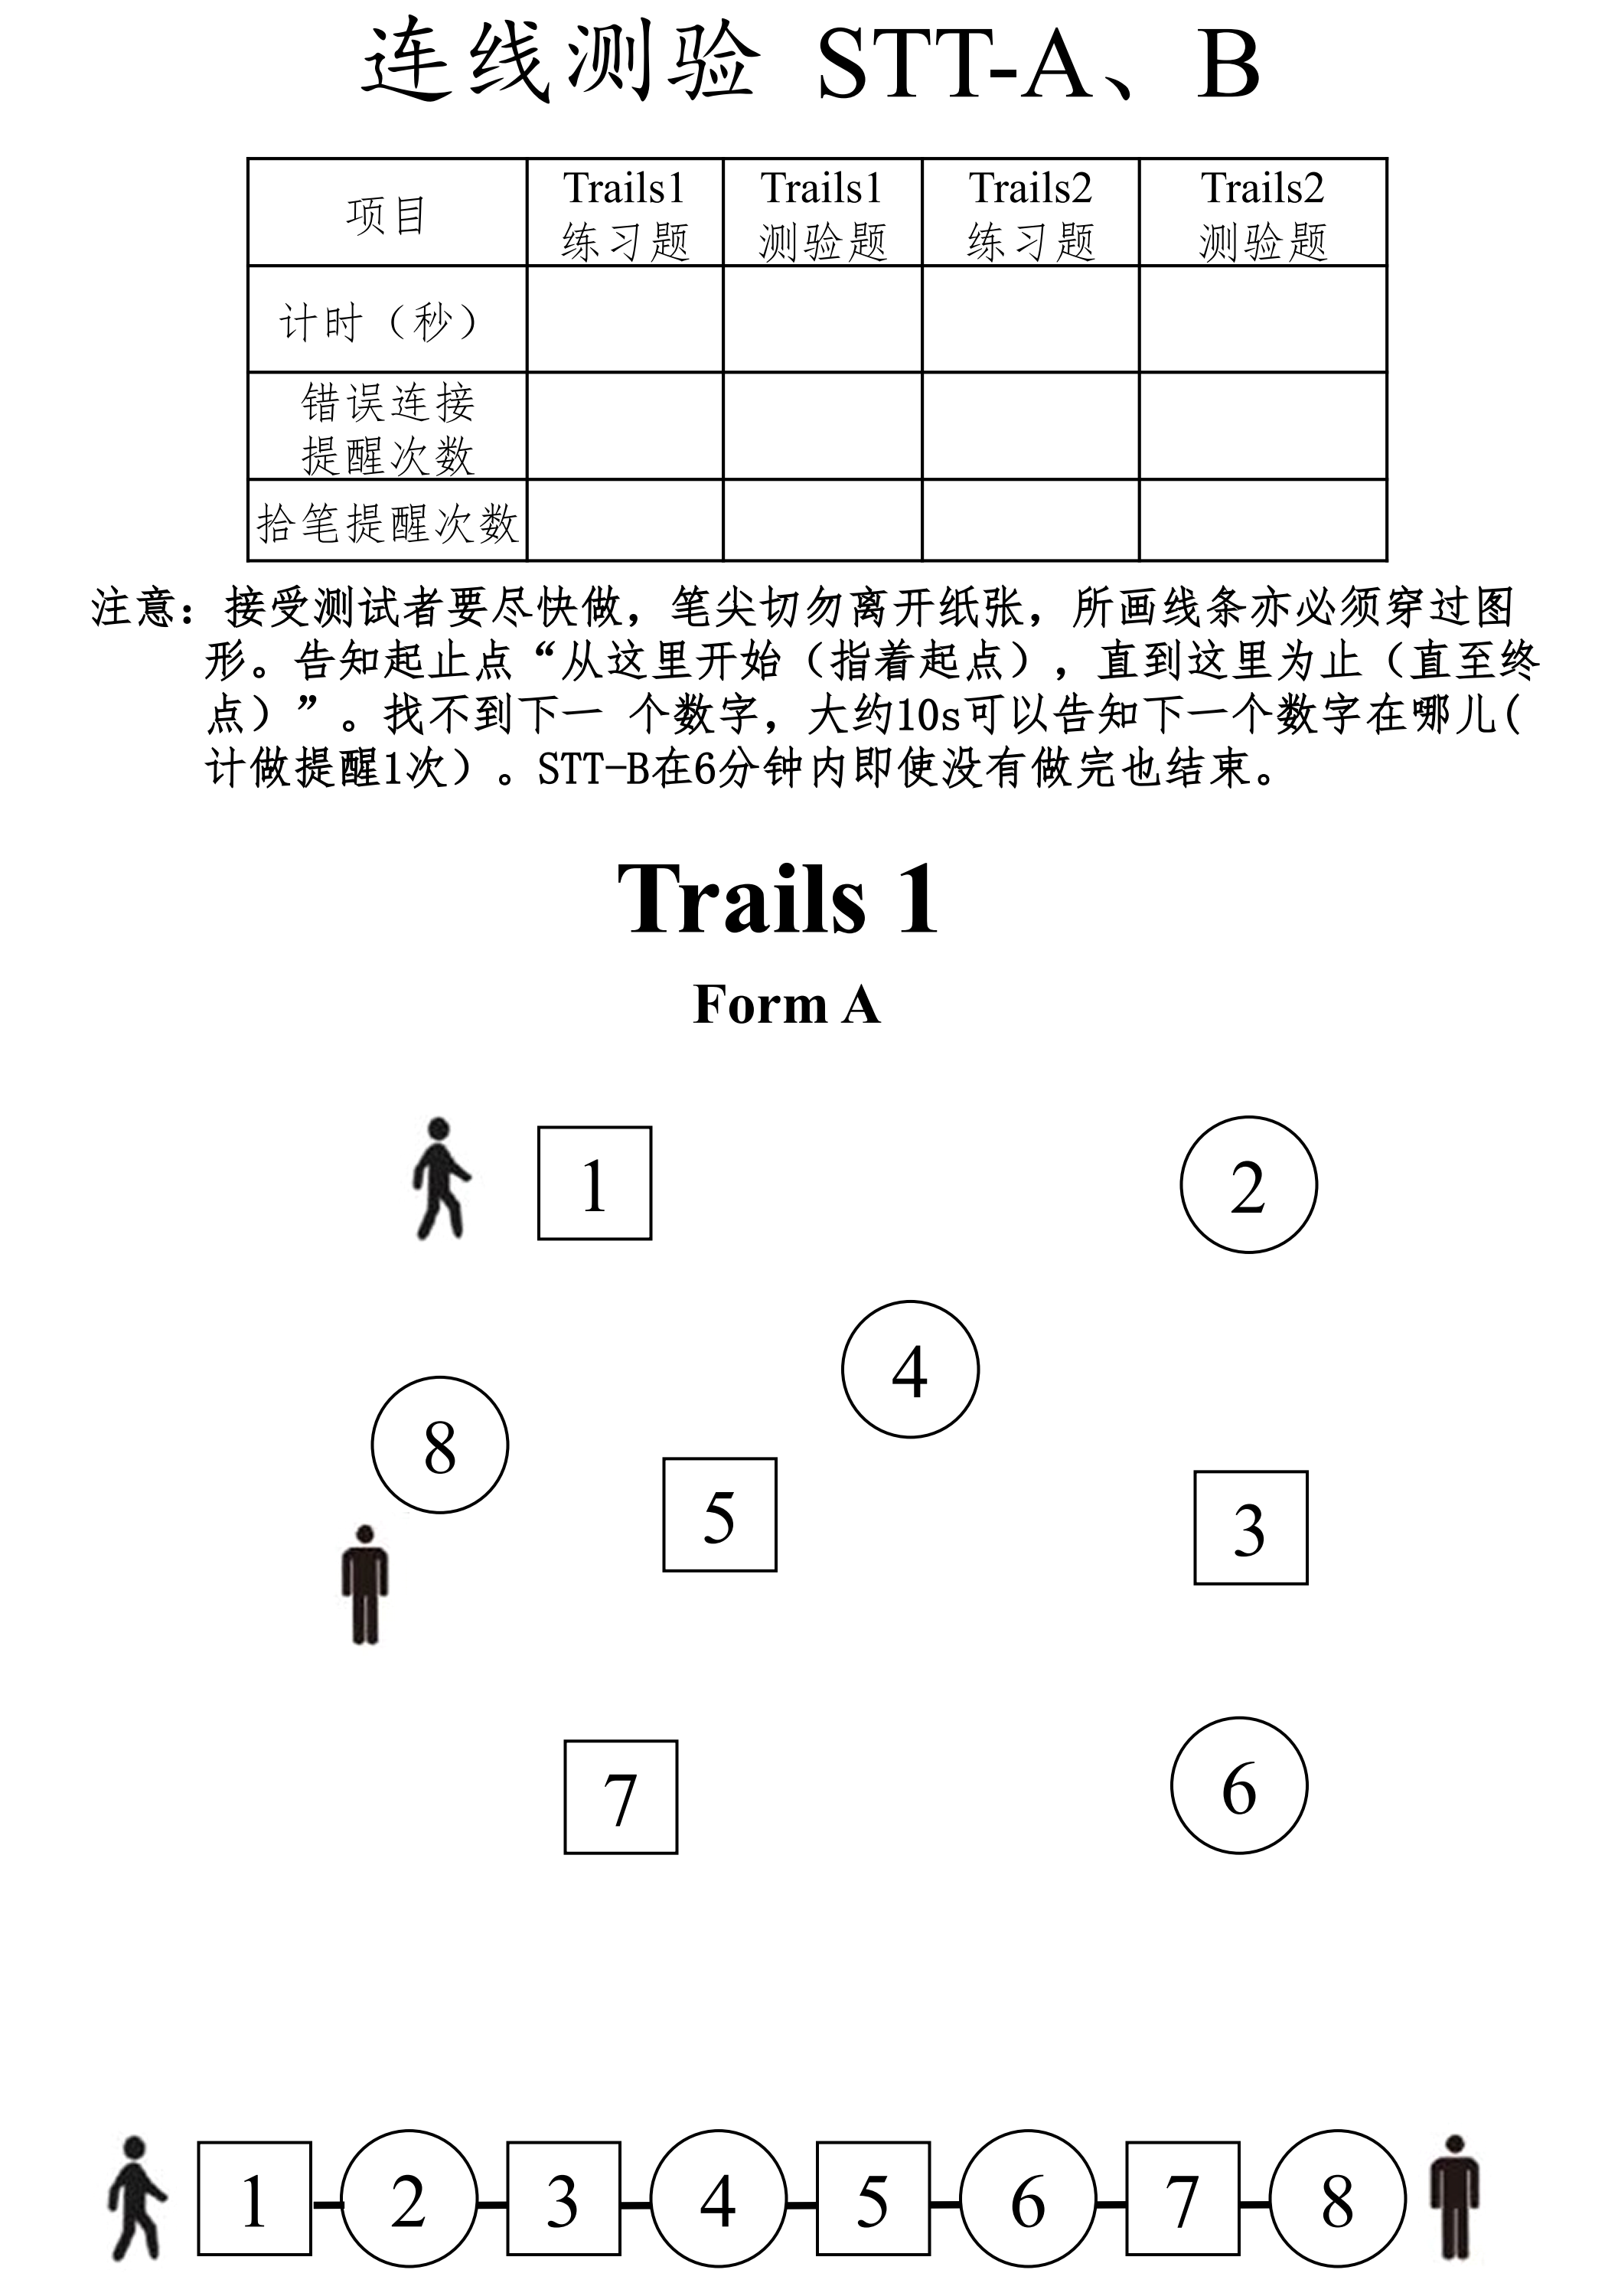 连线测验 STT-A、B
项目 Trails1 练习题 Trails1 测验题 Trails2 练习题 Trails2 测验题
计时（秒）
错误连接
提醒次数
拾笔提醒次数
注意：接受测试者要尽快做，笔尖切勿离开纸张，所画线条亦必须穿过图
形。告知起止点“从这里开始（指着起点），直到这里为止（直至终
点）”。找不到下一 个数字，大约10s可以告知下一个数字在哪儿(
计做提醒1次）。STT-B在6分钟内即使没有做完也结束。
Trails 1
Form A
1 2
4
8
5 3
7 6
1 2 3 4 5 6 7 8